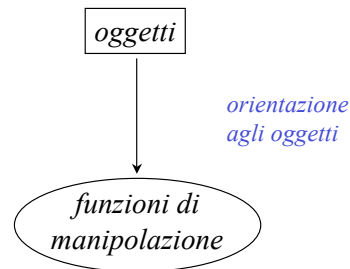 oggetti
orientazione
agli oggetti
funzioni di
manipolazione